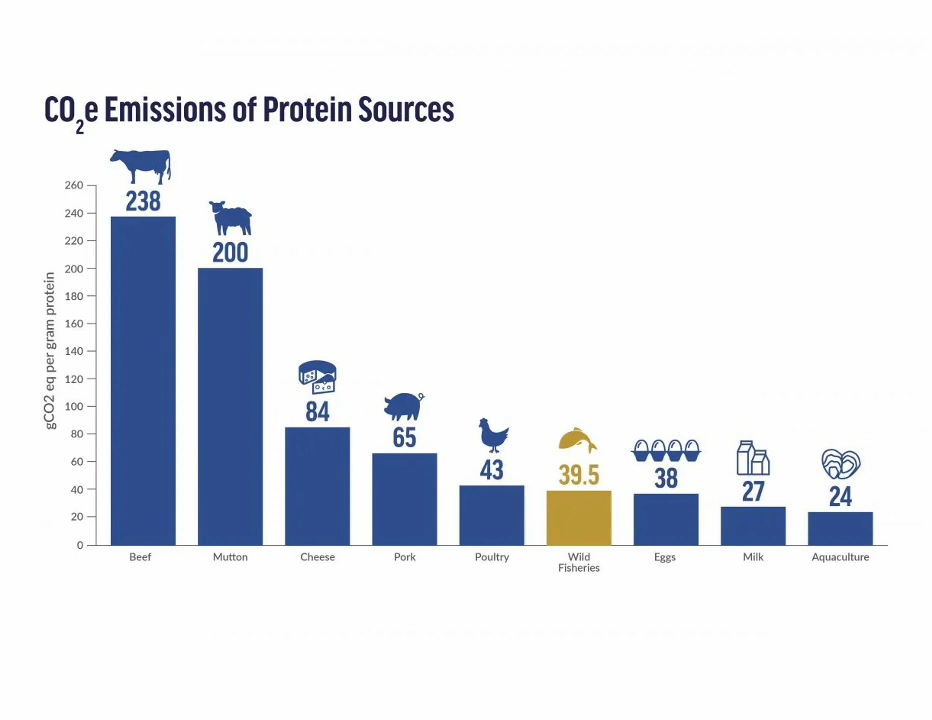 CO₂e Emissions of Protein Sources
gCO2 eq per gram protein
260
240
220
200
180
160
140
120
100
80
60
40
20
0
238
200
84
65
43
39.5
38
27
24
Beef
Mutton
Cheese
Pork
Poultry
Wild
Fisheries
Eggs
Milk
Aquaculture